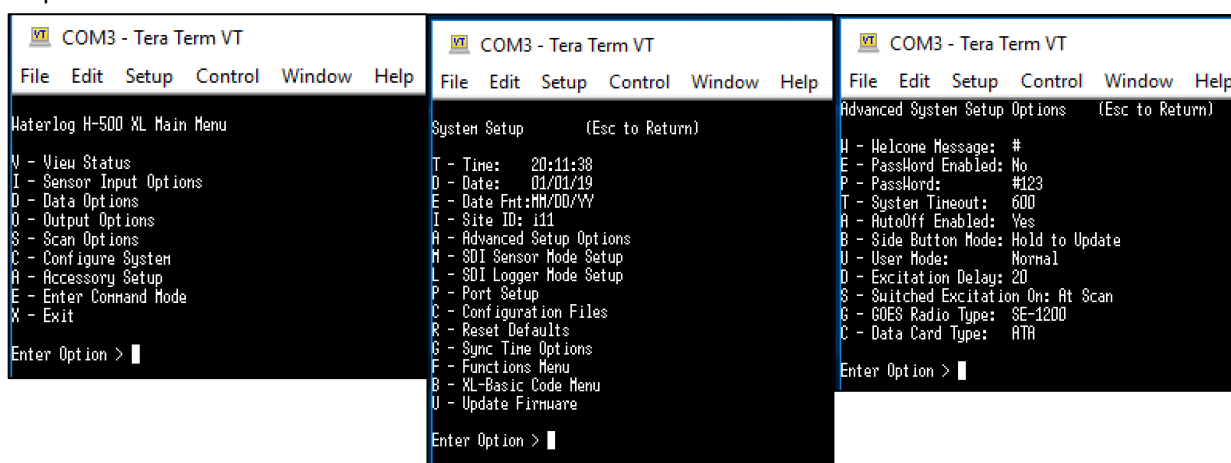 COM3 - Tera Term VT
File Edit Setup Control Window Help
Waterlog H-500 XL Main Menu
V - View Status
I - Sensor Input Options
D - Data Options
O - Output Options
S - Scan Options
C - Configure System
A - Accessory Setup
E - Enter Command Mode
X - Exit
Enter Option >
COM3 - Tera Term VT
File Edit Setup Control Window Help
System Setup (Esc to Return)
T - Time: 20:11:38
D - Date: 01/01/19
E - Date Fmt:MM/DD/YY
I - Site ID: i11
A - Advanced Setup Options
M - SDI Sensor Mode Setup
L - SDI Logger Mode Setup
P - Port Setup
C - Configuration Files
R - Reset Defaults
G - Sync Time Options
F - Functions Menu
B - XL-Basic Code Menu
U - Update Firmware
Enter Option >
COM3 - Tera Term VT
File Edit Setup Control Window Help
Advanced System Setup Options (Esc to Return)
W - Welcome Message: #
E - PassWord Enabled: No
P - PassWord: #123
T - System Timeout: 600
A - AutoOff Enabled: Yes
B - Side Button Mode: Hold to Update
U - User Mode: Normal
D - Excitation Delay: 20
S - Switched Excitation On: At Scan
G - GOES Radio Type: SE-1200
C - Data Card Type: ATA
Enter Option >